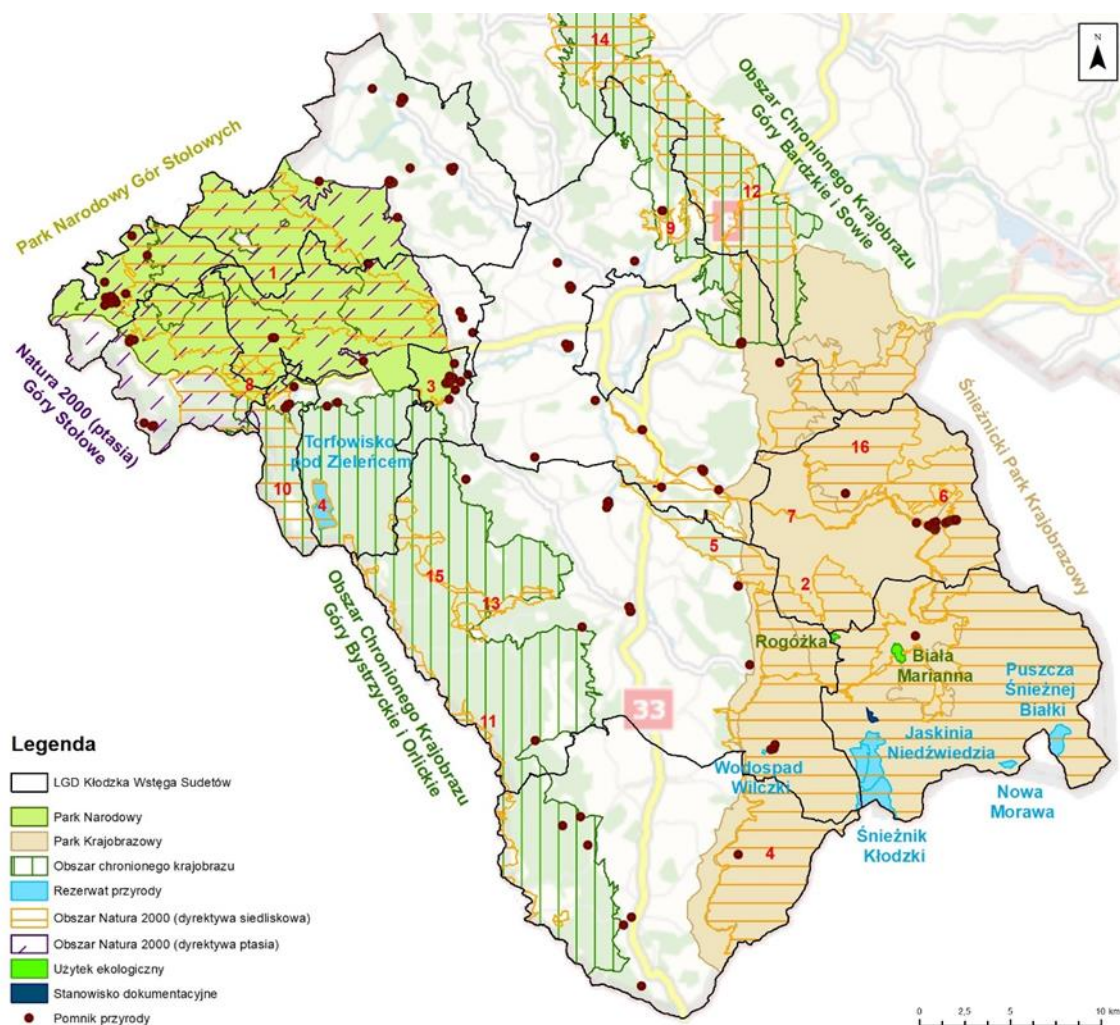 N
14
Obszar Chronionego Krajobrazu
Góry Bardzkie i Sowie
Park Narodowy Gór Stołowych
12
9
1
Natura 2000 (ptasia)
Góry Stołowe
8
3
Śnieżnicki Park Krajobrazowy
Torfowisko
pod Zieleńcem
16
10
4
6
7
5
15
2
13
Obszar Chronionego Krajobrazu
Góry Bystrzyckie i Orlickie
Rogóżka
Biała
Marianna
Puszcza
Śnieżnej
Białki
33
11
Jaskinia
Niedźwiedzia
Wodospad
Wilczki
Nowa
Morawa
Śnieżnik
Kłodzki
4
Legenda
LGD Kłodzka Wstęga Sudetów
Park Narodowy
Park Krajobrazowy
Obszar chronionego krajobrazu
Rezerwat przyrody
Obszar Natura 2000 (dyrektywa siedliskowa)
Obszar Natura 2000 (dyrektywa ptasia)
Użytek ekologiczny
Stanowisko dokumentacyjne
Pomnik przyrody
0 2,5 5 10 km